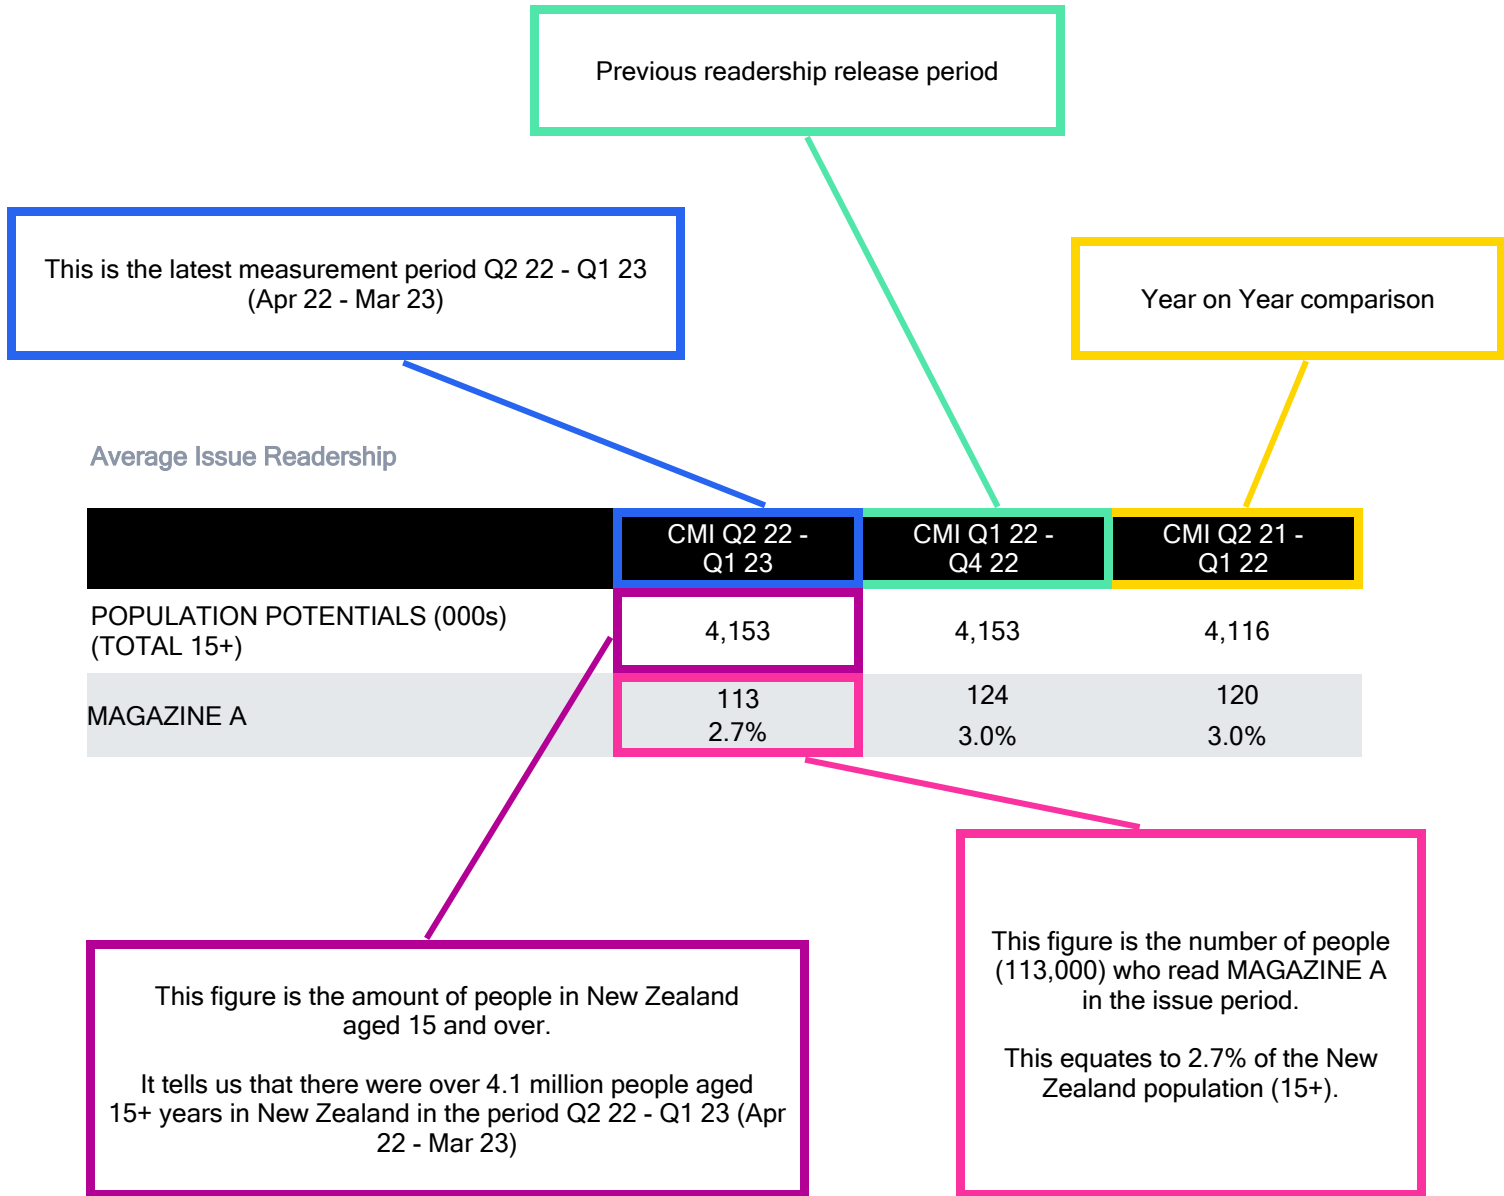 Previous readership release period
This is the latest measurement period Q2 22 - Q1 23
(Apr 22 - Mar 23)
Year on Year comparison
Average Issue Readership
CMI Q2 22 -
Q1 23
CMI Q1 22 -
Q4 22
CMI Q2 21 -
Q1 22
POPULATION POTENTIALS (000s)
(TOTAL 15+)
4,153
4,153
4,116
MAGAZINE A
113
2.7%
124
3.0%
120
3.0%
This figure is the amount of people in New Zealand
aged 15 and over.
It tells us that there were over 4.1 million people aged
15+ years in New Zealand in the period Q2 22 - Q1 23 (Apr
22 - Mar 23)
This figure is the number of people
(113,000) who read MAGAZINE A
in the issue period.
This equates to 2.7% of the New
Zealand population (15+).